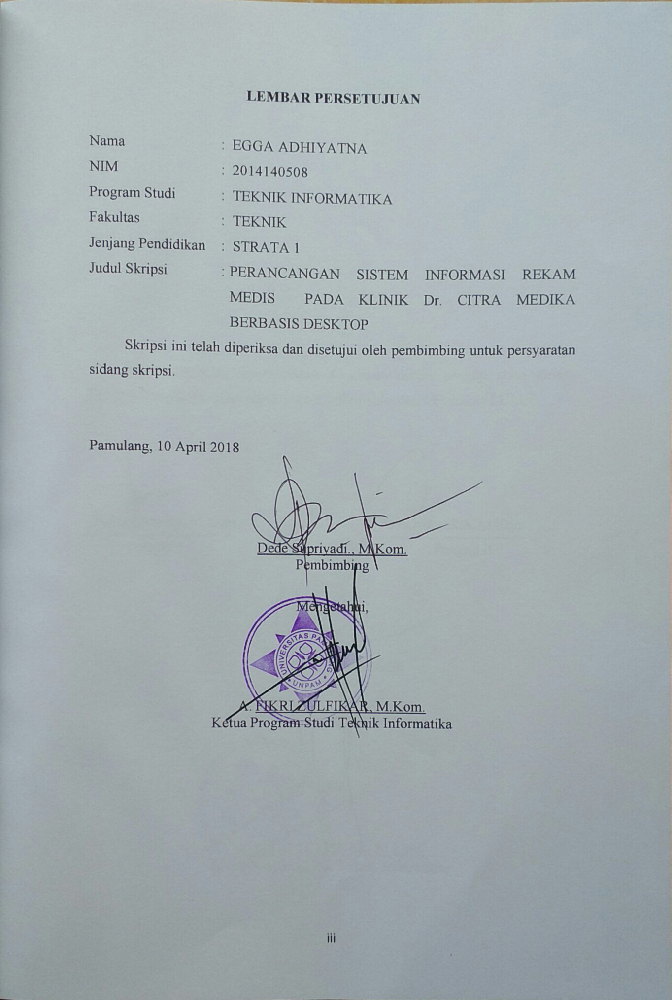 LEMBAR PERSETUJUAN
Nama : EGGA ADHIYATNA
NIM : 2014140508
Program Studi : TEKNIK INFORMATIKA
Fakultas : TEKNIK
Jenjang Pendidikan : STRATA 1
Judul Skripsi : PERANCANGAN SISTEM INFORMASI REKAM
MEDIS PADA KLINIK Dr. CITRA MEDIKA
BERBASIS DESKTOP
Skripsi ini telah diperiksa dan disetujui oleh pembimbing untuk persyaratan
sidang skripsi.
Pamulang, 10 April 2018
Dede Supriyadi., M.Kom.
Pembimbing
Mengetahui,
UNIVERSITAS PAMULANG
UNPAM
A. FIKRI ZULFIKAR, M.Kom.
Ketua Program Studi Teknik Informatika
iii